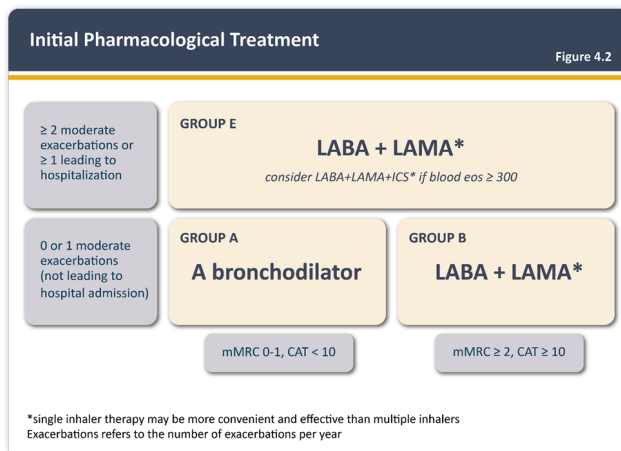 Initial Pharmacological Treatment
Figure 4.2
≥ 2 moderate
exacerbations or
≥ 1 leading to
hospitalization
GROUP E
LABA + LAMA*
consider LABA+LAMA+ICS* if blood eos ≥ 300
0 or 1 moderate
exacerbations
(not leading to
hospital admission)
GROUP A
A bronchodilator
GROUP B
LABA + LAMA*
mMRC 0-1, CAT < 10
mMRC ≥ 2, CAT ≥ 10
*single inhaler therapy may be more convenient and effective than multiple inhalers
Exacerbations refers to the number of exacerbations per year